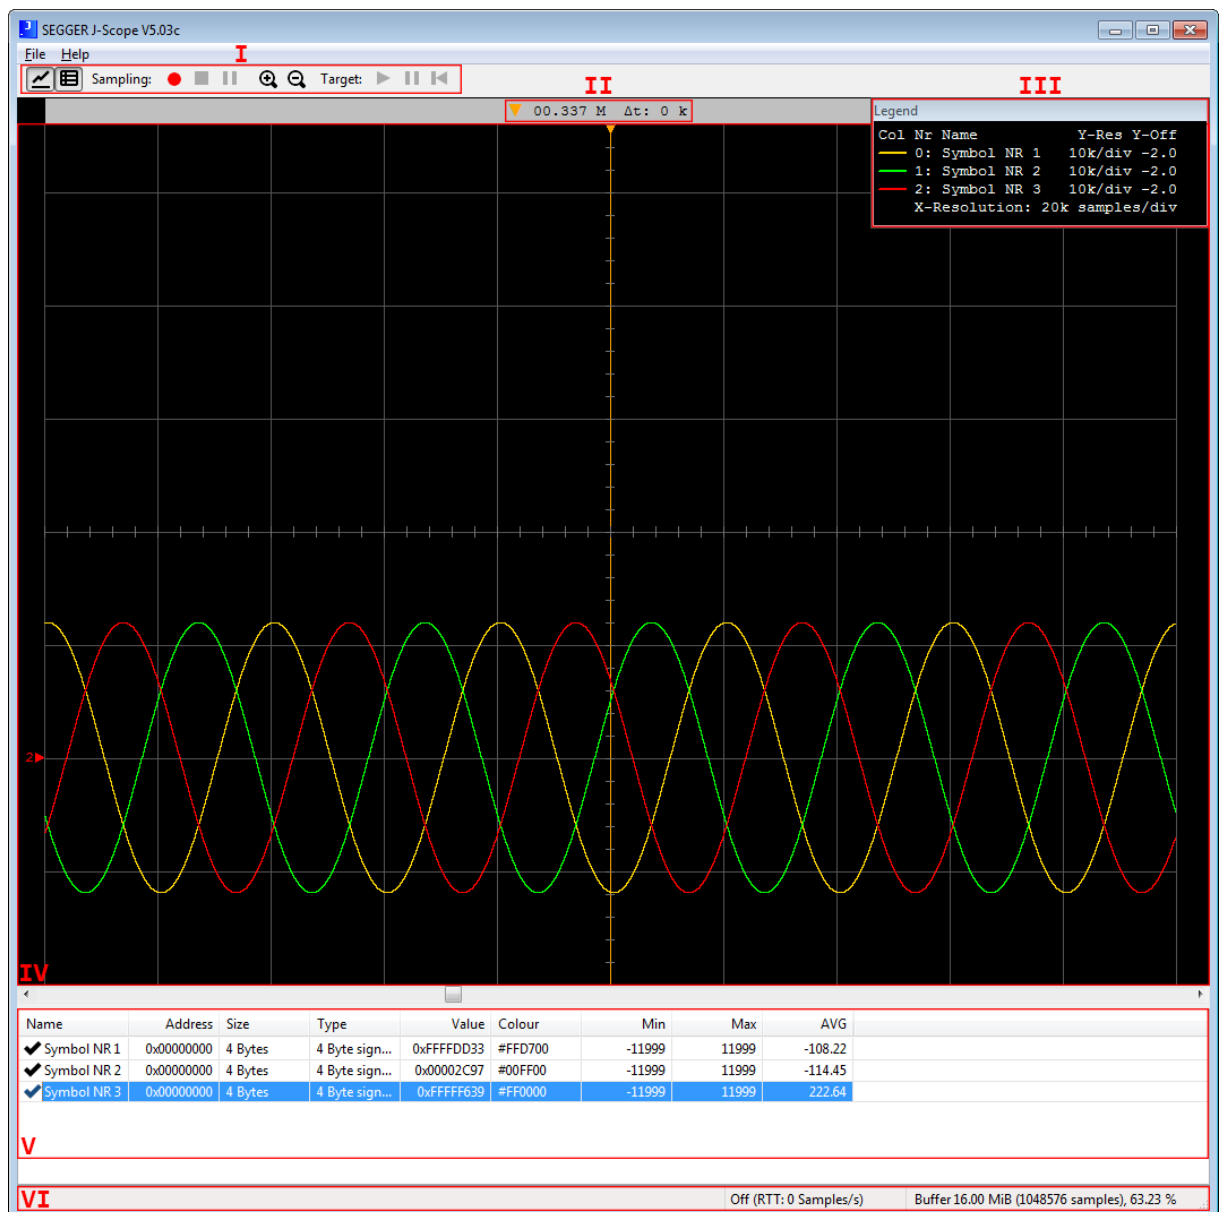 SEGGER J-Scope V5.03c
File Help
I
Sampling: Target:
II
III
00.337 M Δt: 0 k
Legend
Col Nr Name Y-Res Y-Off
0: Symbol NR 1 10k/div -2.0
1: Symbol NR 2 10k/div -2.0
2: Symbol NR 3 10k/div -2.0
X-Resolution: 20k samples/div
2
IV
Name Address Size Type Value Colour Min Max AVG
Symbol NR 1 0x00000000 4 Bytes 4 Byte sign... 0xFFFFDD33 #FFD700 -11999 11999 -108.22
Symbol NR 2 0x00000000 4 Bytes 4 Byte sign... 0x00002C97 #00FF00 -11999 11999 -114.45
Symbol NR 3 0x00000000 4 Bytes 4 Byte sign... 0xFFFFF639 #FF0000 -11999 11999 222.64
V
VI
Off (RTT: 0 Samples/s) Buffer 16.00 MiB (1048576 samples), 63.23 %